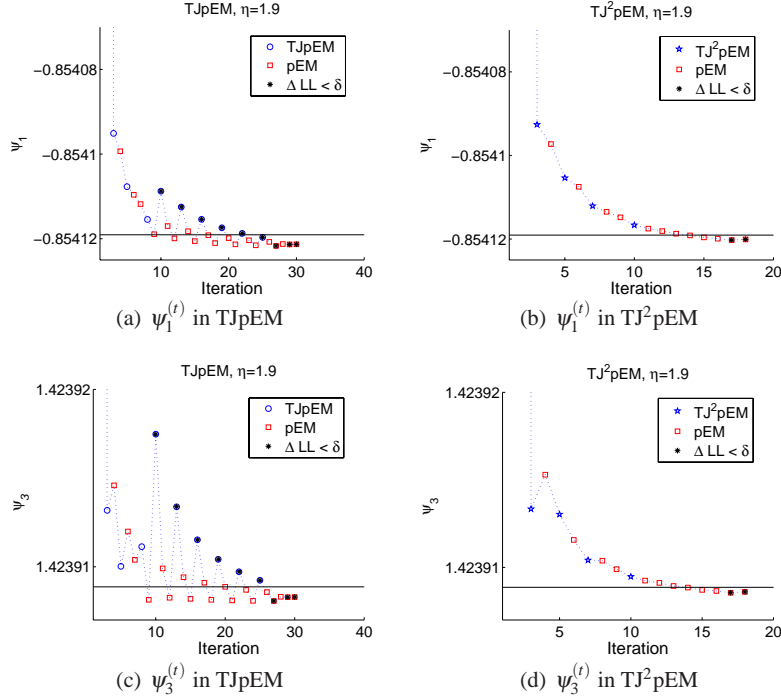 TJpEM, η=1.9
−0.85408
−0.8541
−0.85412
ψ1
10 20 30 40
Iteration
TJpEM
pEM
Δ LL < δ
(a) ψ1(t) in TJpEM
TJ2pEM, η=1.9
−0.85408
−0.8541
−0.85412
ψ1
5 10 15 20
Iteration
TJ2pEM
pEM
Δ LL < δ
(b) ψ1(t) in TJ2pEM
TJpEM, η=1.9
1.42392
1.42391
ψ3
10 20 30 40
Iteration
TJpEM
pEM
Δ LL < δ
(c) ψ3(t) in TJpEM
TJ2pEM, η=1.9
1.42392
1.42391
ψ3
5 10 15 20
Iteration
TJ2pEM
pEM
Δ LL < δ
(d) ψ3(t) in TJ2pEM